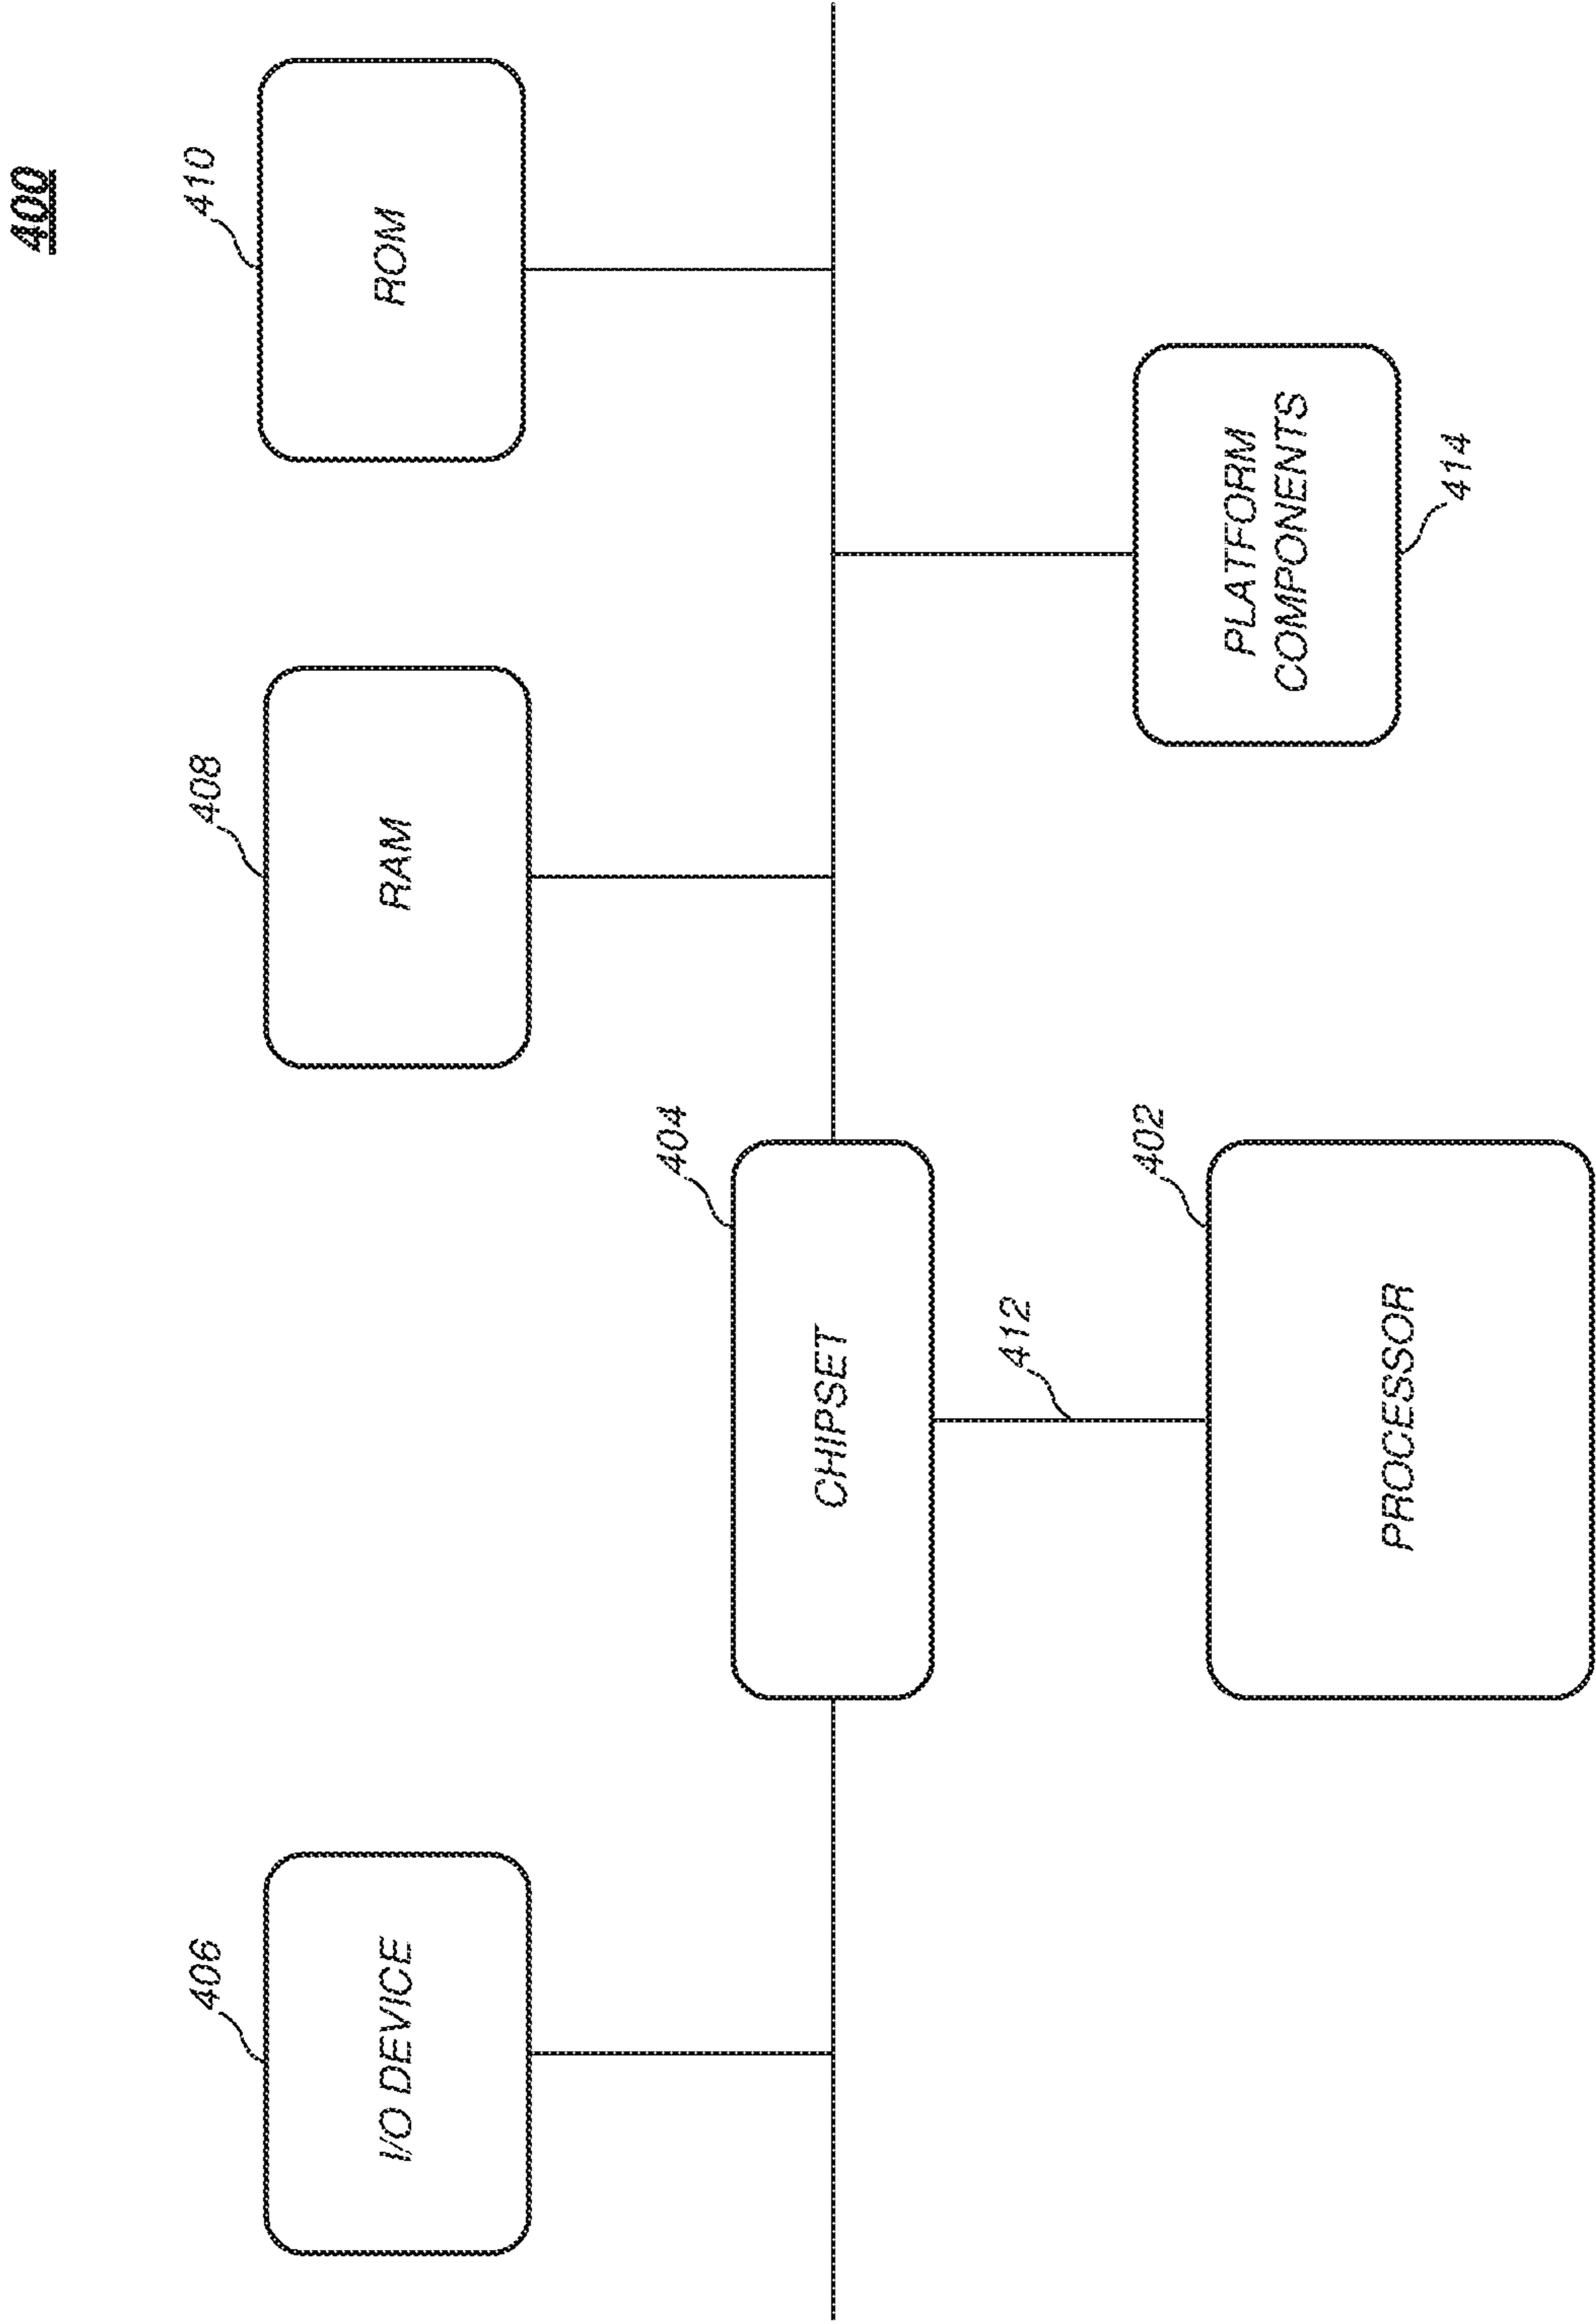 400
406
I/O DEVICE
408
RAM
410
ROM
404
CHIPSET
412
402
PROCESSOR
PLATFORM
COMPONENTS
414